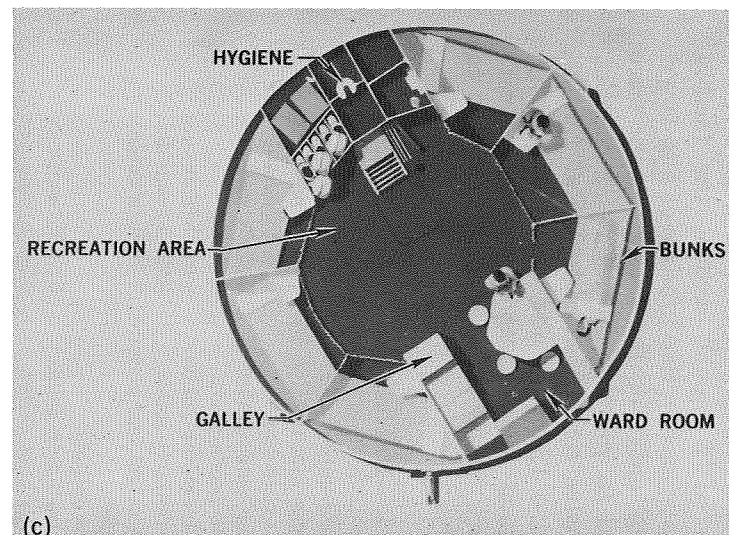 HYGIENE
RECREATION AREA
BUNKS
GALLEY
WARD ROOM
(c)